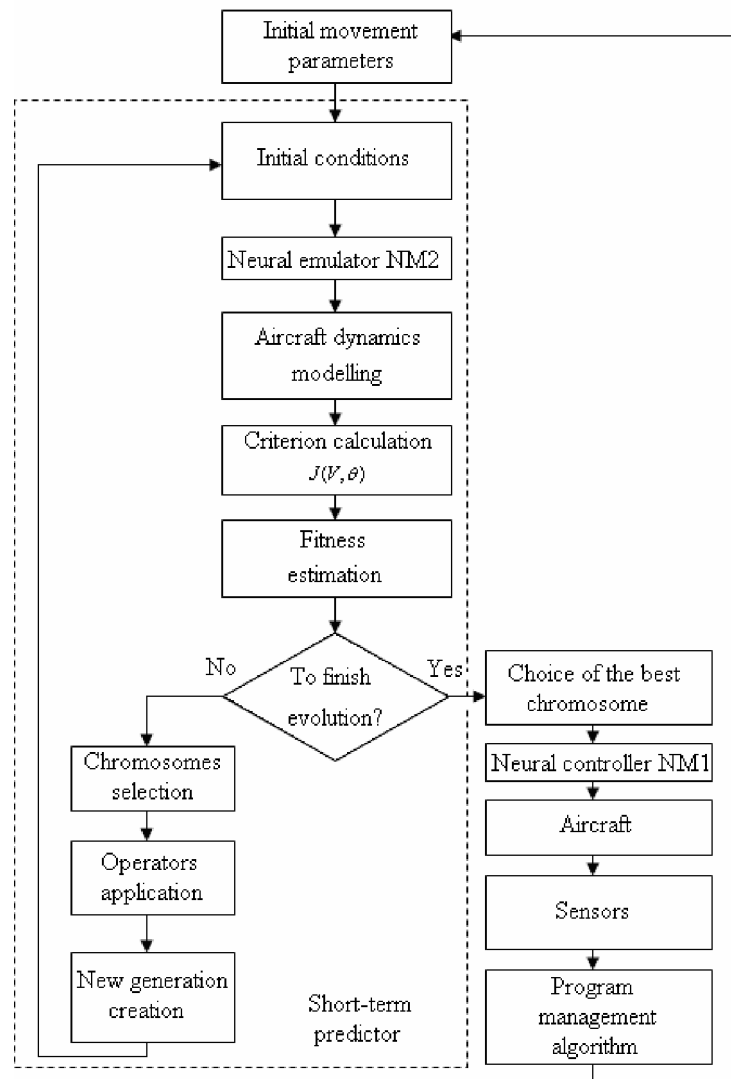 Initial movement
parameters
Initial conditions
Neural emulator NM2
Aircraft dynamics
modelling
Criterion calculation
J(V,θ)
Fitness
estimation
No
To finish
evolution?
Yes
Choice of the best
chromosome
Chromosomes
selection
Neural controller NM1
Aircraft
Operators
application
Sensors
New generation
creation
Short-term
predictor
Program
management
algorithm